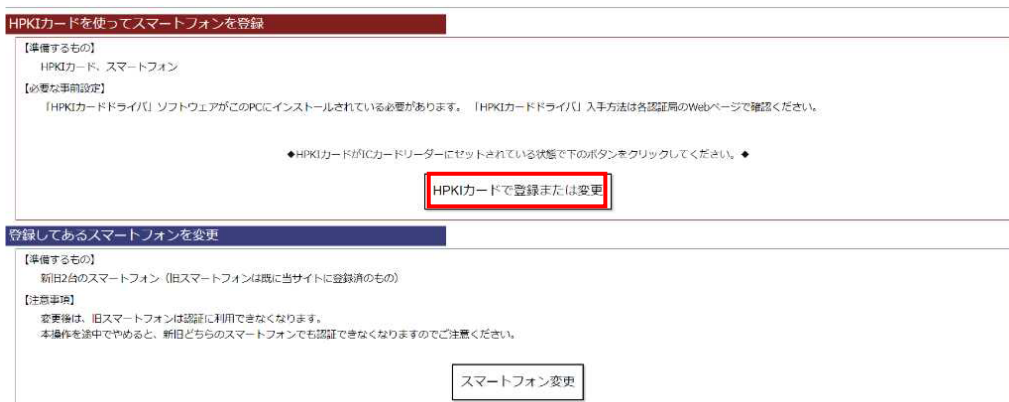 HPKIカードを使ってスマートフォンを登録
【準備するもの】
HPKIカード、スマートフォン
【必要な事前設定】
「HPKIカードドライバ」ソフトウェアがこのPCにインストールされている必要があります。 「HPKIカードドライバ」入手方法は各認証局のWebページで確認ください。
◆HPKIカードがICカードリーダーにセットされている状態で下のボタンをクリックしてください。◆
HPKIカードで登録または変更
登録してあるスマートフォンを変更
【準備するもの】
新旧2台のスマートフォン（旧スマートフォンは既に当サイトに登録済のもの）
【注意事項】
変更後は、旧スマートフォンは認証に利用できなくなります。
本操作を途中でやめると、新旧どちらのスマートフォンでも認証できなくなりますのでご注意ください。
スマートフォン変更